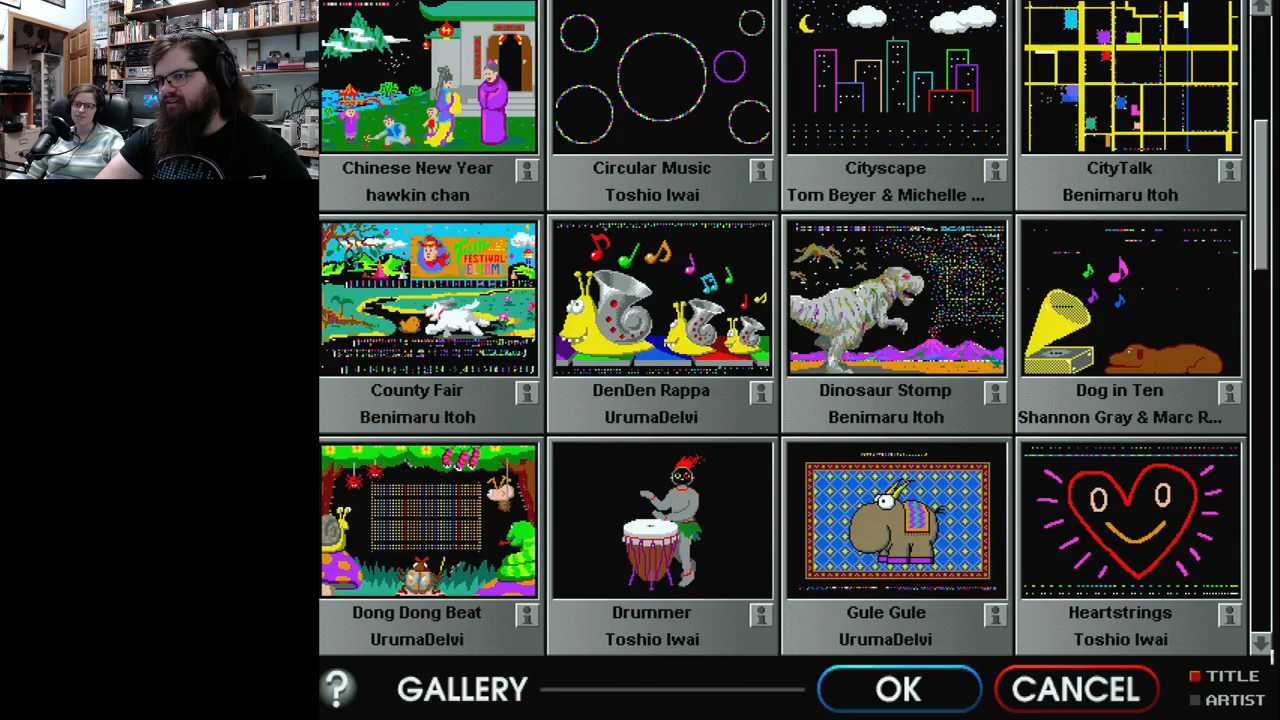 Chinese New Year
hawkin chan
Circular Music
Toshio Iwai
Cityscape
Tom Beyer & Michelle ...
CityTalk
Benimaru Itoh
Fun
FESTIVAL
County Fair
Benimaru Itoh
DenDen Rappa
UrumaDelvi
Dinosaur Stomp
Benimaru Itoh
Dog in Ten
Shannon Gray & Marc R...
Dong Dong Beat
UrumaDelvi
Drummer
Toshio Iwai
Gule Gule
UrumaDelvi
Heartstrings
Toshio Iwai
? GALLERY
OK
CANCEL
TITLE
ARTIST